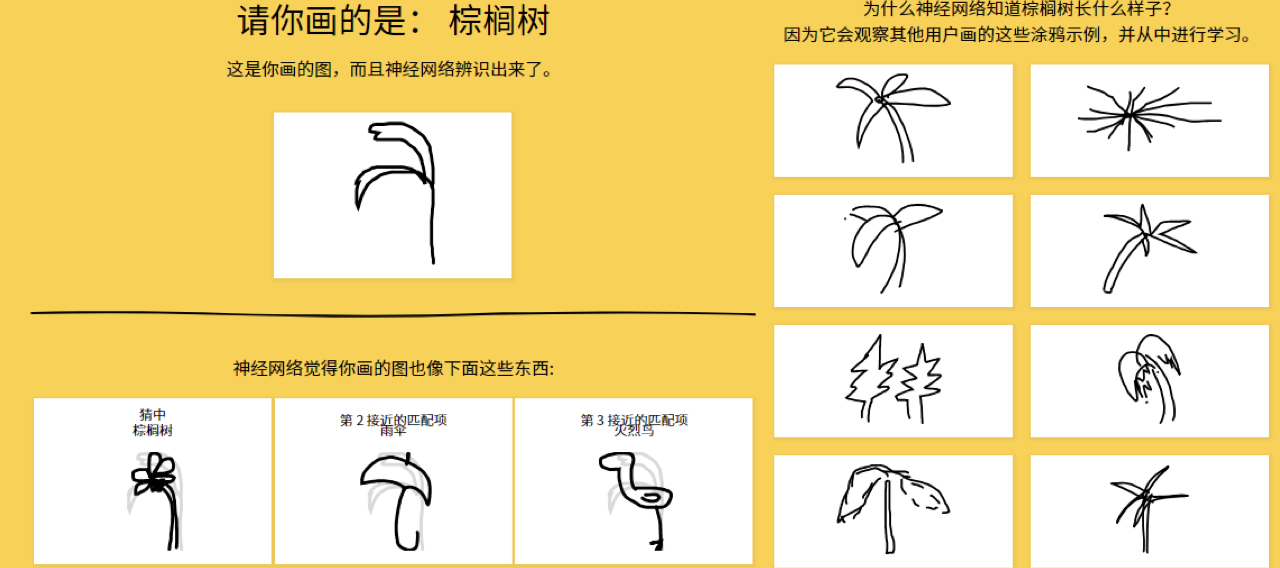 请你画的是： 棕榈树
这是你画的图，而且神经网络辨识出来了。
神经网络觉得你画的图也像下面这些东西:
猜中
棕榈树
第 2 接近的匹配项
雨伞
第 3 接近的匹配项
火烈鸟
为什么神经网络知道棕榈树长什么样子？
因为它会观察其他用户画的这些涂鸦示例，并从中进行学习。